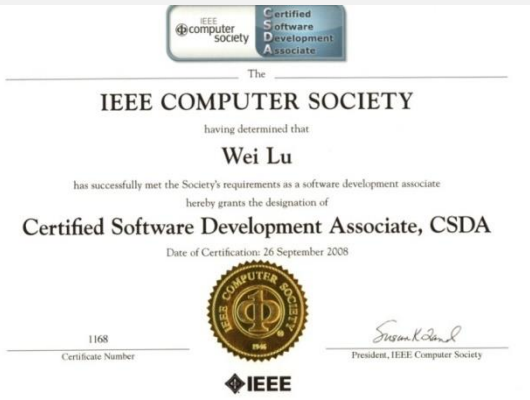 IEEE
computer
society
Certified
Software
Development
Associate
The
IEEE COMPUTER SOCIETY
having determined that
Wei Lu
has successfully met the Society's requirements as a software development associate
hereby grants the designation of
Certified Software Development Associate, CSDA
Date of Certification: 26 September 2008
IEEE COMPUTER SOCIETY
1946
1168
Certificate Number
Susan K Land
President, IEEE Computer Society
IEEE